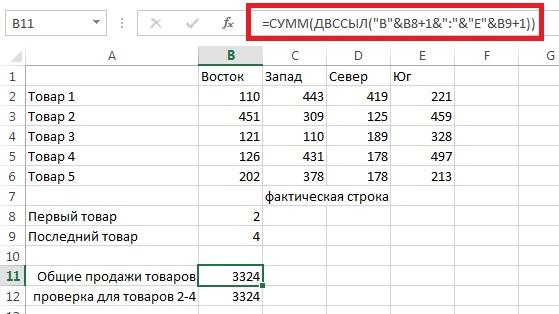 B11 fx =СУММ(ДВССЫЛ("B"&B8+1&":"&"E"&B9+1))
A B C D E F G
1 Восток Запад Север Юг
2 Товар 1 110 443 419 221
3 Товар 2 451 309 125 459
4 Товар 3 121 110 189 328
5 Товар 4 126 431 178 497
6 Товар 5 202 378 178 213
7 фактическая строка
8 Первый товар 2
9 Последний товар 4
10
11 Общие продажи товаров 3324
12 проверка для товаров 2-4 3324